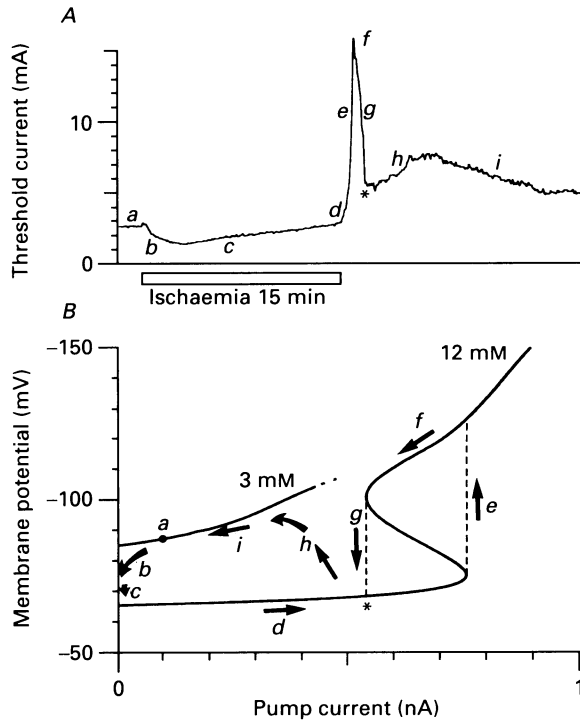 A
Threshold current (mA)
10
0
a
b
c
d
e
f
g
*
h
i
Ischaemia 15 min
B
Membrane potential (mV)
−150
−100
−50
12 mM
3 mM
a
b
c
d
e
f
g
h
i
*
0
1
Pump current (nA)